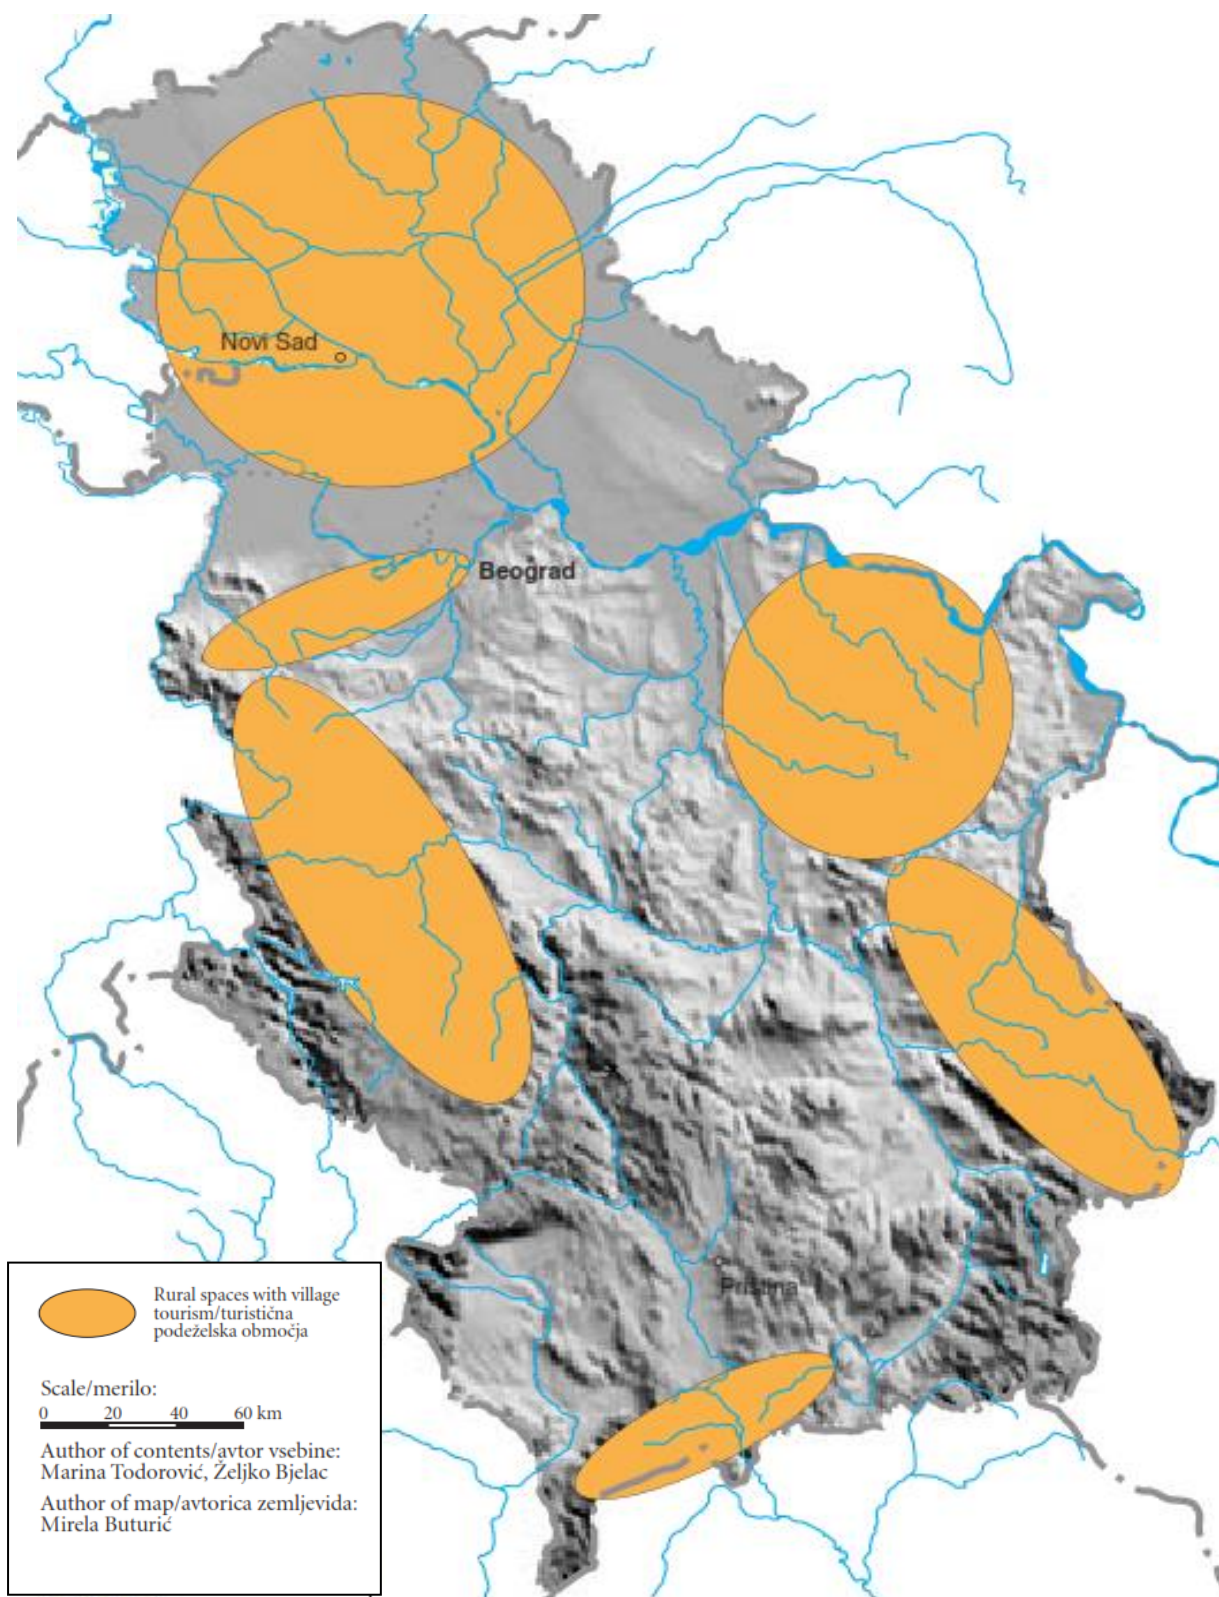 Novi Sad
Beograd
Priština
Rural spaces with village
tourism/turistična
podeželska območja
Scale/merilo:
0 20 40 60 km
Author of contents/avtor vsebine:
Marina Todorović, Željko Bjelac
Author of map/avtorica zemljevida:
Mirela Buturić